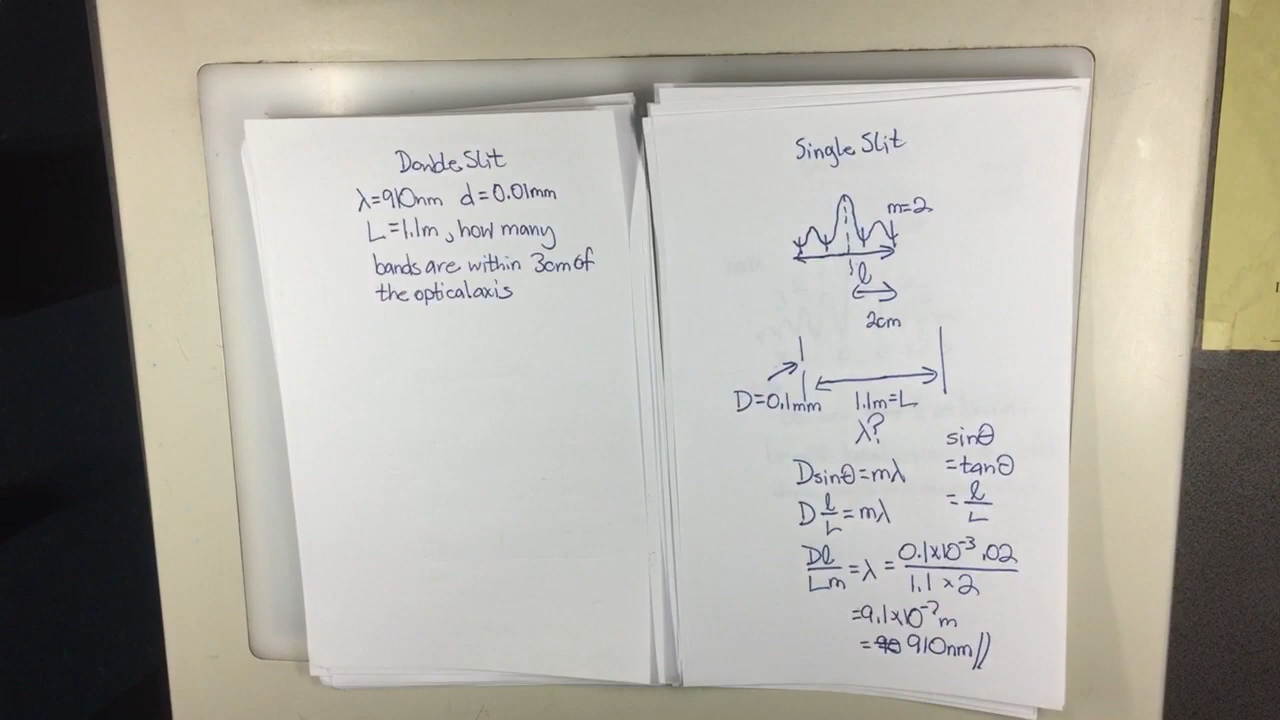 Double Slit
λ=910nm d=0.01mm
L=1.1m, how many
bands are within 3cm of
the optical axis
Single Slit
m=2
l
2cm
D=0.1mm
1.1m=L
λ?
sinθ
=tanθ
=l/L
Dsinθ=mλ
D l/L=mλ
Dl/Lm=λ=0.1×10⁻³.02/1.1×2
=9.1×10⁻⁷m
=910nm//